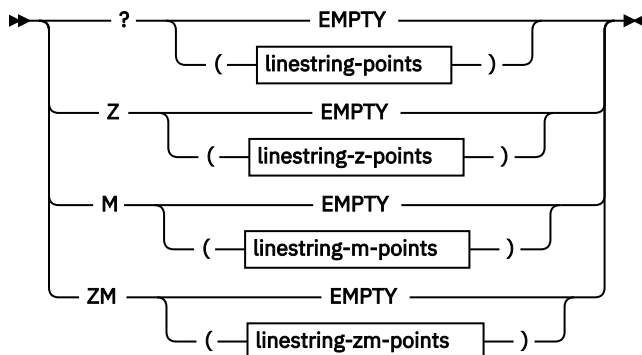 ? EMPTY
( linestring-points )
Z EMPTY
( linestring-z-points )
M EMPTY
( linestring-m-points )
ZM EMPTY
( linestring-zm-points )